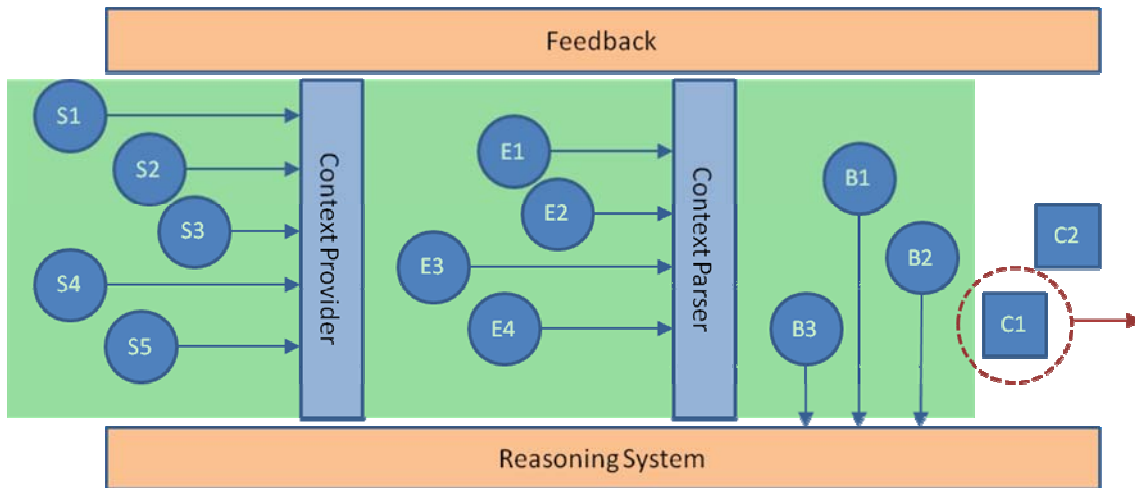 Feedback
S1
S2
S3
S4
S5
Context Provider
E1
E2
E3
E4
Context Parser
B1
B2
B3
C2
C1
Reasoning System